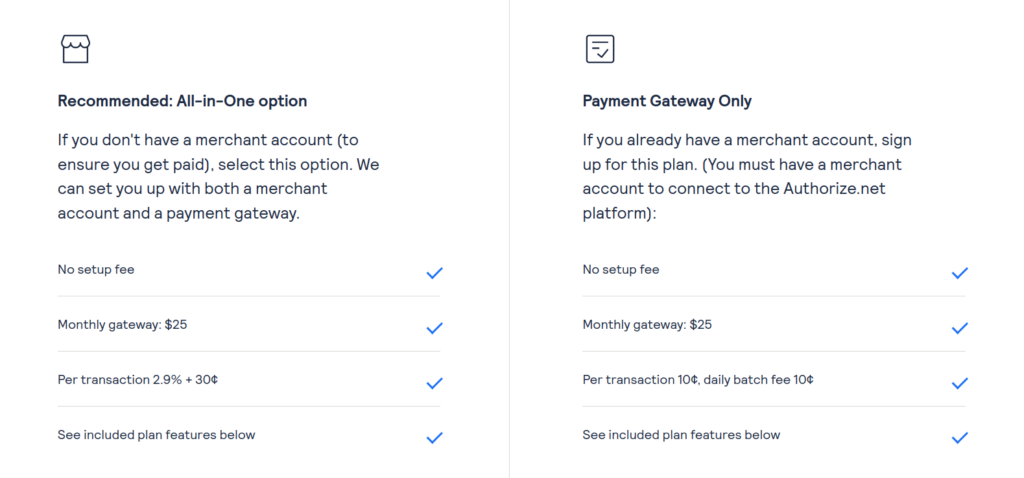 Recommended: All-in-One option
If you don't have a merchant account (to
ensure you get paid), select this option. We
can set you up with both a merchant
account and a payment gateway.
No setup fee
Monthly gateway: $25
Per transaction 2.9% + 30¢
See included plan features below
Payment Gateway Only
If you already have a merchant account, sign
up for this plan. (You must have a merchant
account to connect to the Authorize.net
platform):
No setup fee
Monthly gateway: $25
Per transaction 10¢, daily batch fee 10¢
See included plan features below